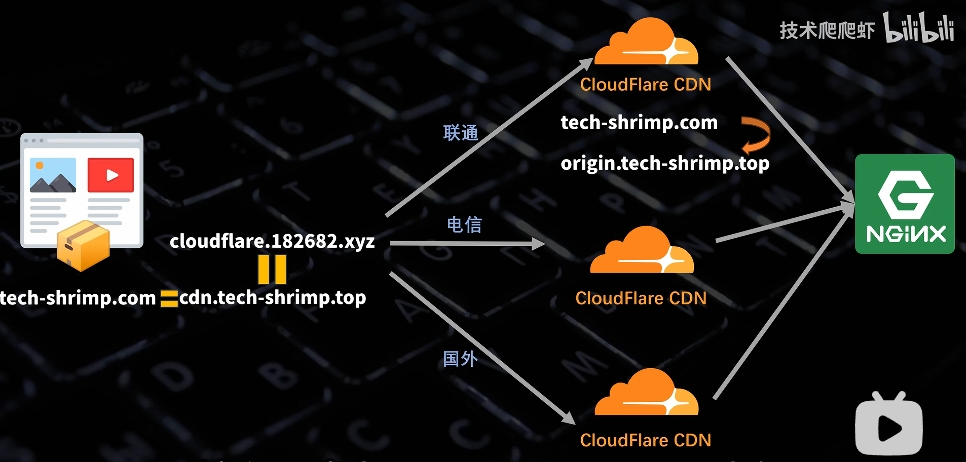 技术爬爬虾 bilibili
CloudFlare CDN
tech-shrimp.com
origin.tech-shrimp.top
联通
NGiNX
电信
cloudflare.182682.xyz
tech-shrimp.com
cdn.tech-shrimp.top
CloudFlare CDN
国外
CloudFlare CDN